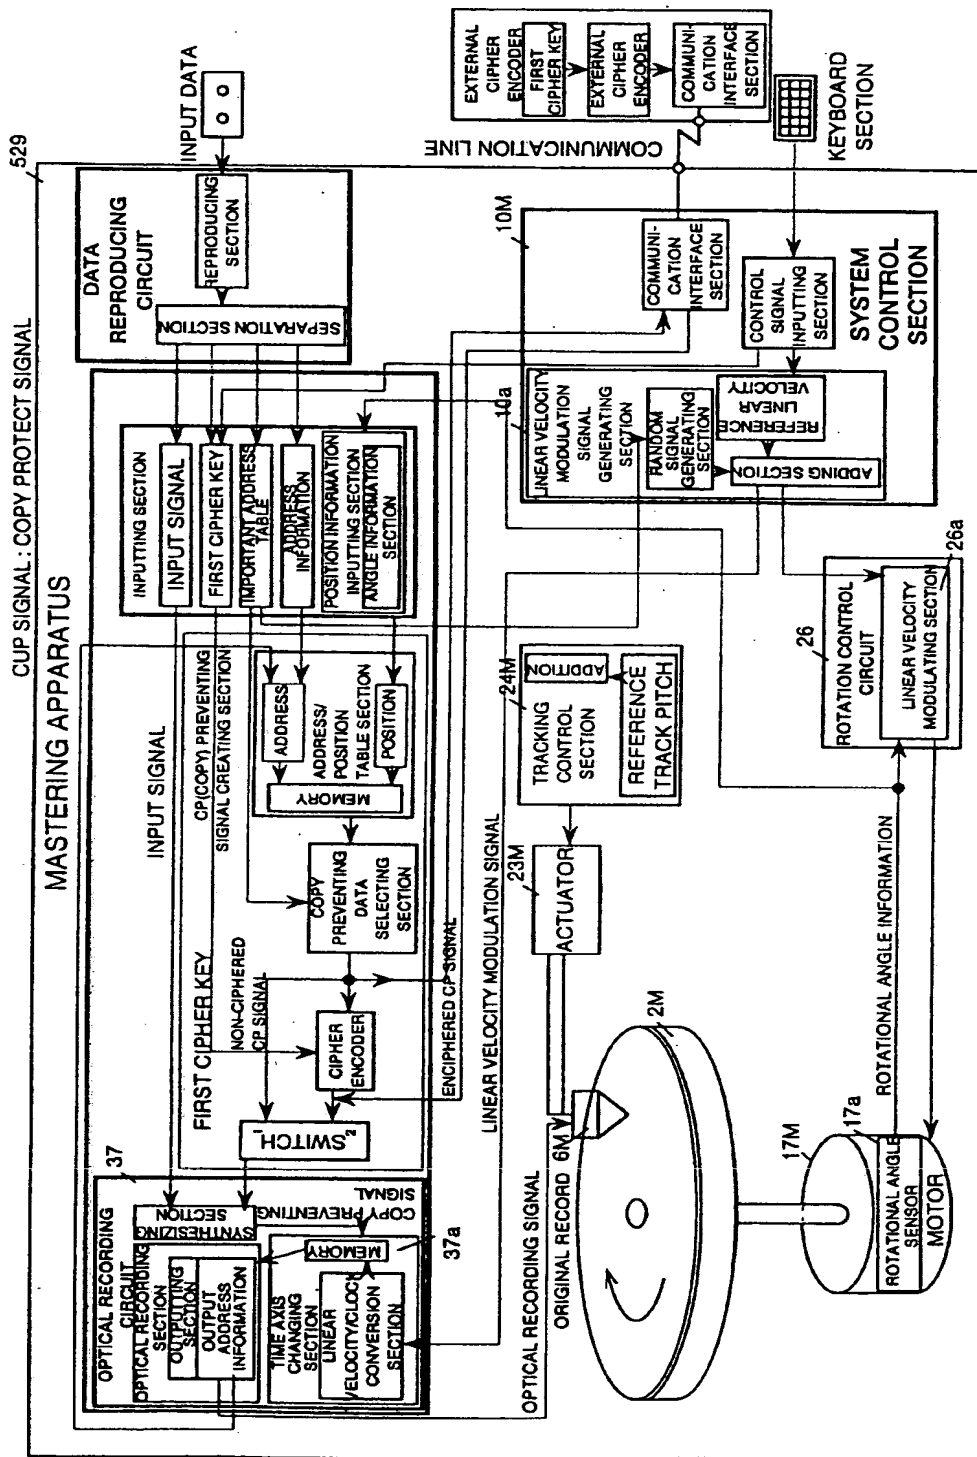 CUP SIGNAL : COPY PROTECT SIGNAL
529
MASTERING APPARATUS
INPUT DATA
DATA
REPRODUCING
CIRCUIT
REPRODUCING
SECTION
SEPARATION SECTION
EXTERNAL
CIPHER
ENCODER
FIRST
CIPHER KEY
EXTERNAL
CIPHER
ENCODER
COMMUNI-
CATION
INTERFACE
SECTION
COMMUNICATION LINE
KEYBOARD
SECTION
INPUTTING SECTION
INPUT SIGNAL
FIRST CIPHER KEY
IMPORTANT ADDRESS
TABLE
ADDRESS
INFORMATION
POSITION INFORMATION
INPUTTING SECTION
ANGLE INFORMATION
SECTION
10M
COMMUNI-
CATION
INTERFACE
SECTION
CONTROL
SIGNAL
INPUTTING
SECTION
SYSTEM
CONTROL
SECTION
10a
LINEAR VELOCITY
MODULATION
SIGNAL
GENERATING
SECTION
RANDOM
SIGNAL
GENERATING
SECTION
REFERENCE
LINEAR
VELOCITY
ADDING SECTION
INPUT SIGNAL
CP(COPY) PREVENTING
SIGNAL CREATING SECTION
ADDRESS
ADDRESS/
POSITION
TABLE SECTION
POSITION
MEMORY
COPY
PREVENTING
DATA
SELECTING
SECTION
FIRST CIPHER KEY
NON-CIPHERED
CP SIGNAL
CIPHER
ENCODER
ENCIPHERED CP SIGNAL
SWITCH
1
2
LINEAR VELOCITY MODULATION SIGNAL
24M
TRACKING
CONTROL
SECTION
ADDITION
REFERENCE
TRACK PITCH
23M
ACTUATOR
26
ROTATION CONTROL
CIRCUIT
LINEAR VELOCITY
MODULATING SECTION
26a
37
OPTICAL RECORDING
CIRCUIT
SYNTHESIZING
SECTION
COPY PREVENTING
SIGNAL
OPTICAL RECORDING
SECTION
OUTPUTTING
SECTION
OUTPUT
ADDRESS
INFORMATION
37a
TIME AXIS
CHANGING
SECTION
MEMORY
LINEAR
VELOCITY/CLOCK
CONVERSION
SECTION
OPTICAL RECORDING SIGNAL
ORIGINAL RECORD
6M
2M
17M
17a
ROTATIONAL ANGLE
SENSOR
MOTOR
ROTATIONAL ANGLE INFORMATION